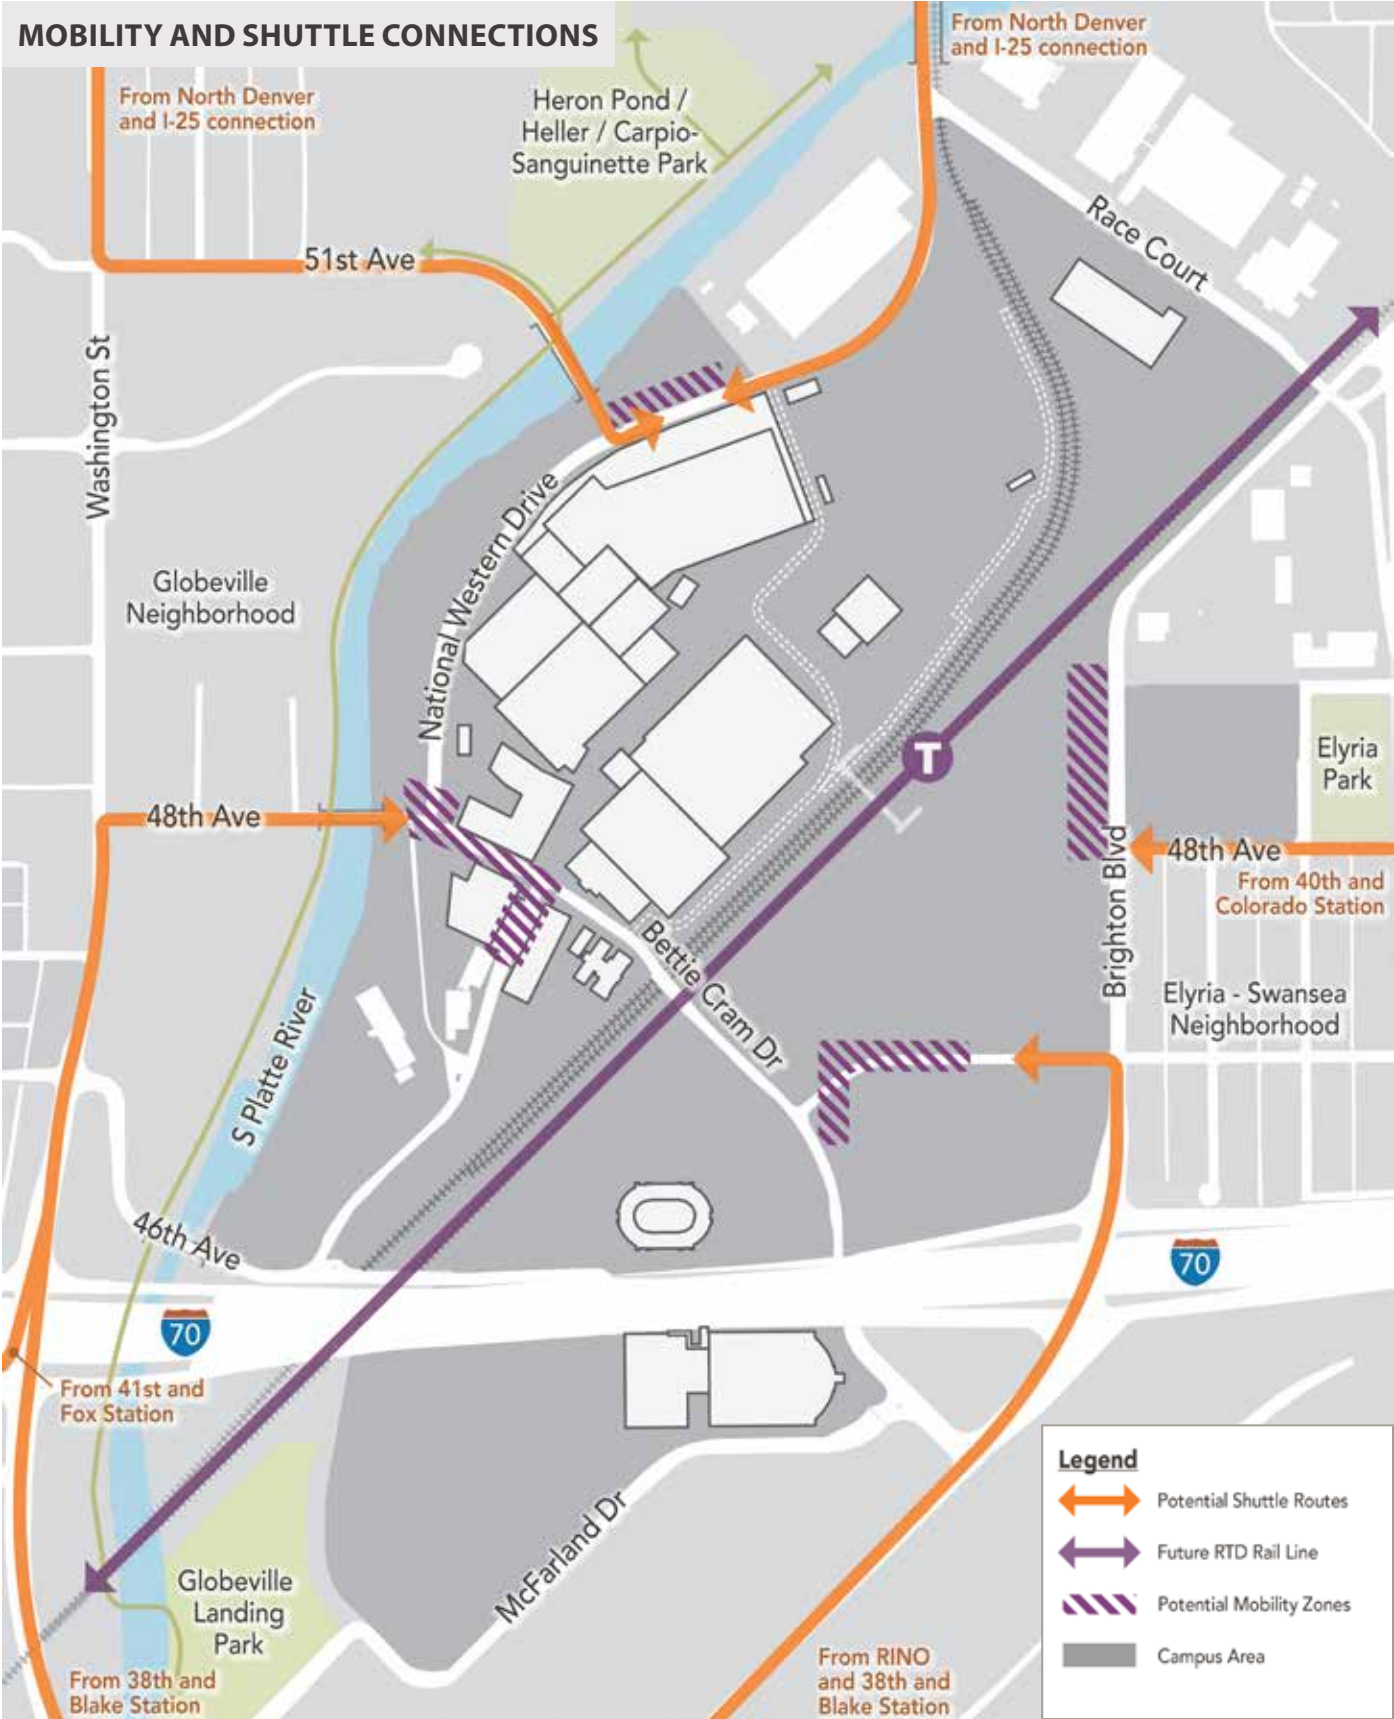 MOBILITY AND SHUTTLE CONNECTIONS
From North Denver
and I-25 connection
From North Denver
and I-25 connection
Heron Pond /
Heller / Carpio-
Sanguinette Park
Race Court
51st Ave
Washington St
National Western Drive
Globeville
Neighborhood
T
Elyria
Park
48th Ave
48th Ave
From 40th and
Colorado Station
Brighton Blvd
Bettie Cram Dr
Elyria - Swansea
Neighborhood
S Platte River
46th Ave
70
70
From 41st and
Fox Station
McFarland Dr
Globeville
Landing
Park
From 38th and
Blake Station
From RINO
and 38th and
Blake Station
Legend
Potential Shuttle Routes
Future RTD Rail Line
Potential Mobility Zones
Campus Area